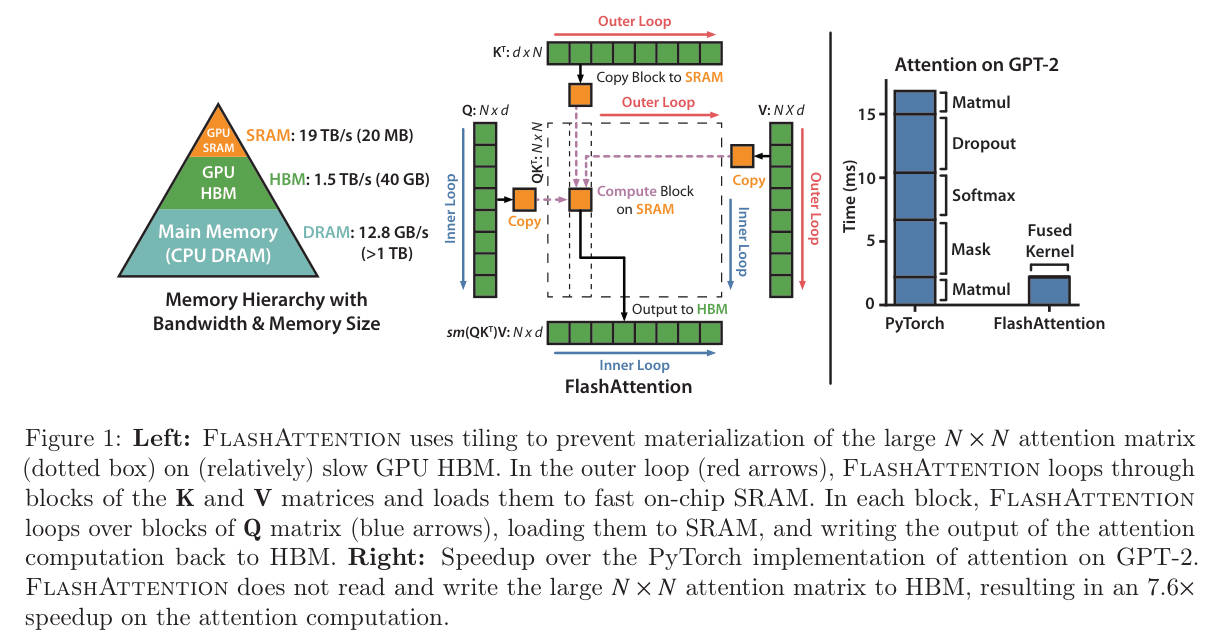 GPU
SRAM
SRAM: 19 TB/s (20 MB)
GPU
HBM
HBM: 1.5 TB/s (40 GB)
Main Memory
(CPU DRAM)
DRAM: 12.8 GB/s
(>1 TB)
Memory Hierarchy with
Bandwidth & Memory Size
Outer Loop
Kᵀ: d x N
Copy Block to SRAM
Outer Loop
Q: N x d
V: N X d
QKᵀ: N x N
Inner Loop
Copy
Compute Block
on SRAM
Copy
Inner Loop
Outer Loop
Output to HBM
sm(QKᵀ)V: N x d
Inner Loop
FlashAttention
Attention on GPT-2
Time (ms)
15
10
5
0
Matmul
Dropout
Softmax
Mask
Matmul
Fused
Kernel
PyTorch
FlashAttention
Figure 1: Left: FLASHATTENTION uses tiling to prevent materialization of the large N × N attention matrix
(dotted box) on (relatively) slow GPU HBM. In the outer loop (red arrows), FLASHATTENTION loops through
blocks of the K and V matrices and loads them to fast on-chip SRAM. In each block, FLASHATTENTION
loops over blocks of Q matrix (blue arrows), loading them to SRAM, and writing the output of the attention
computation back to HBM. Right: Speedup over the PyTorch implementation of attention on GPT-2.
FLASHATTENTION does not read and write the large N × N attention matrix to HBM, resulting in an 7.6×
speedup on the attention computation.